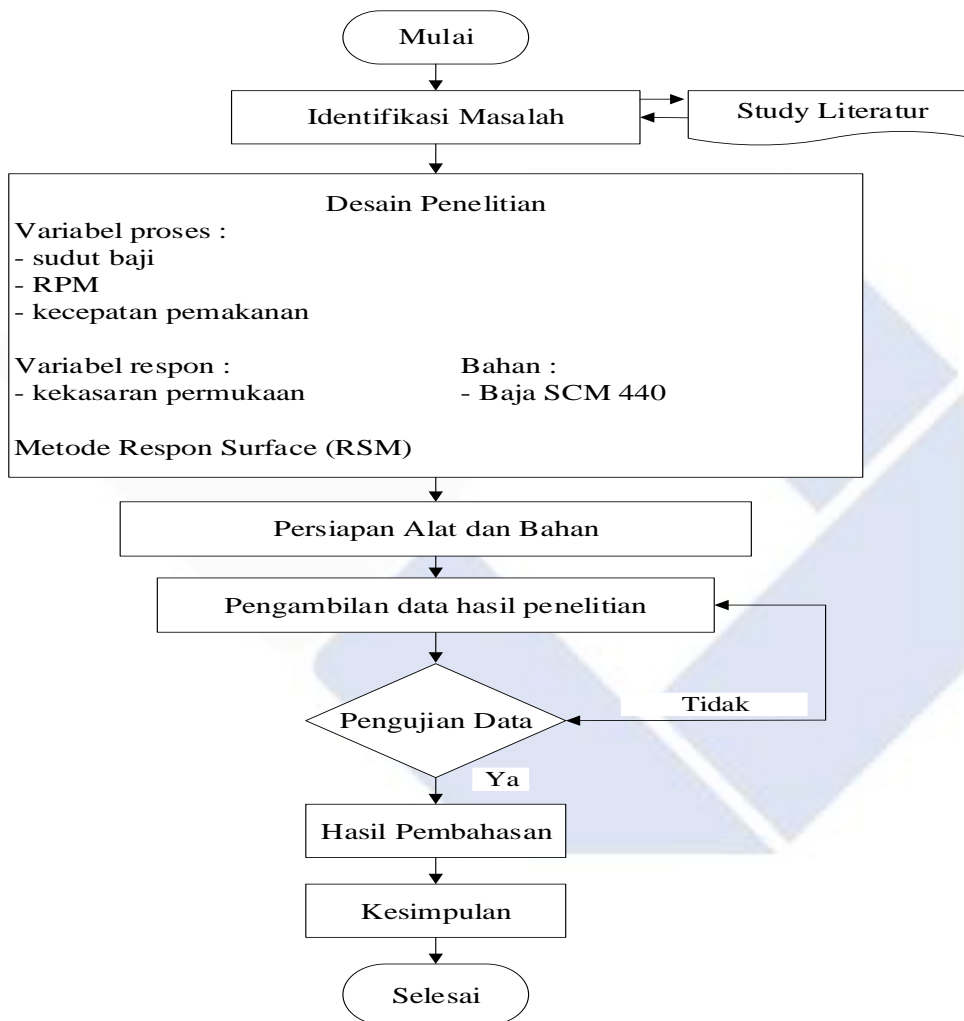 Mulai
Identifikasi Masalah
Study Literatur
Desain Penelitian
Variabel proses :
- sudut baji
- RPM
- kecepatan pemakanan
Variabel respon :
- kekasaran permukaan
Bahan :
- Baja SCM 440
Metode Respon Surface (RSM)
Persiapan Alat dan Bahan
Pengambilan data hasil penelitian
Pengujian Data
Tidak
Ya
Hasil Pembahasan
Kesimpulan
Selesai